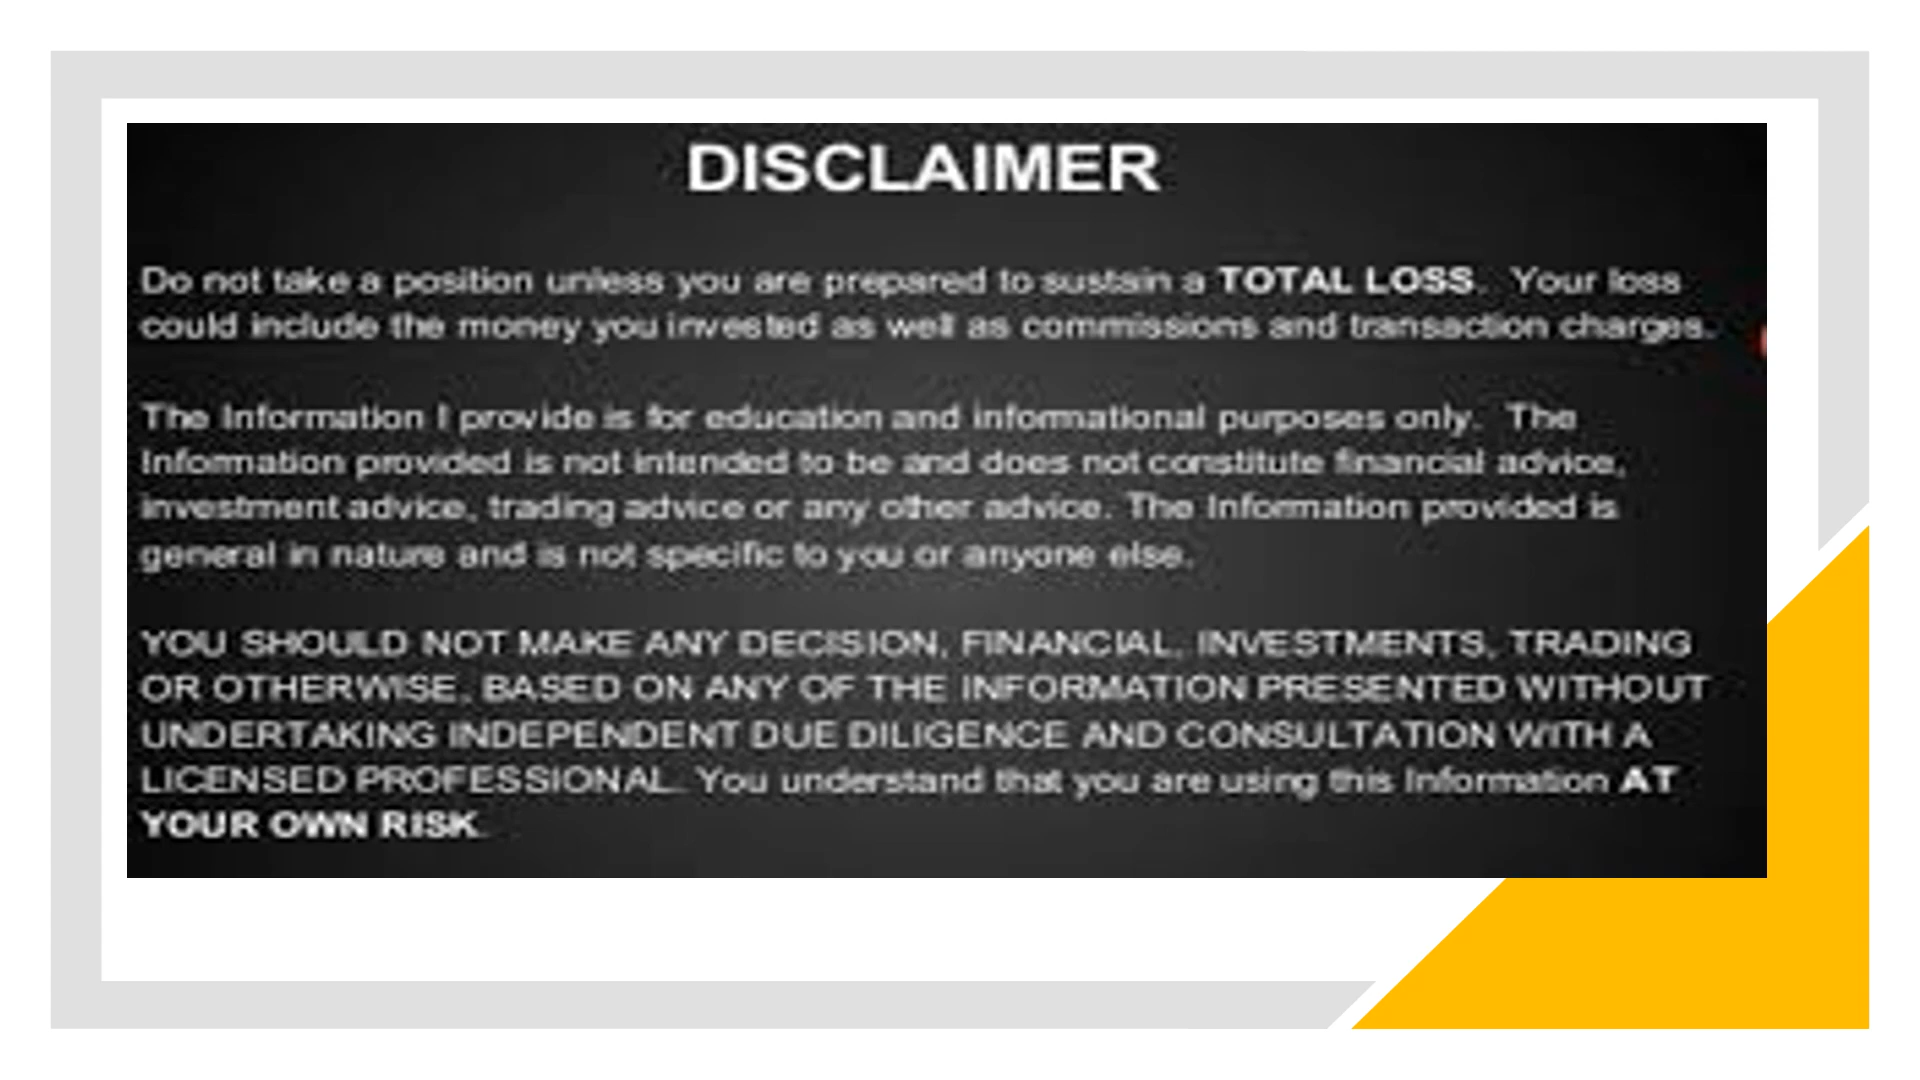 DISCLAIMER
Do not take a position unless you are prepared to sustain a TOTAL LOSS. Your loss
could include the money you invested as well as commissions and transaction charges.
The Information I provide is for education and informational purposes only. The
Information provided is not intended to be and does not constitute financial advice,
investment advice, trading advice or any other advice. The Information provided is
general in nature and is not specific to you or anyone else.
YOU SHOULD NOT MAKE ANY DECISION, FINANCIAL, INVESTMENTS, TRADING
OR OTHERWISE, BASED ON ANY OF THE INFORMATION PRESENTED WITHOUT
UNDERTAKING INDEPENDENT DUE DILIGENCE AND CONSULTATION WITH A
LICENSED PROFESSIONAL. You understand that you are using this Information AT
YOUR OWN RISK.